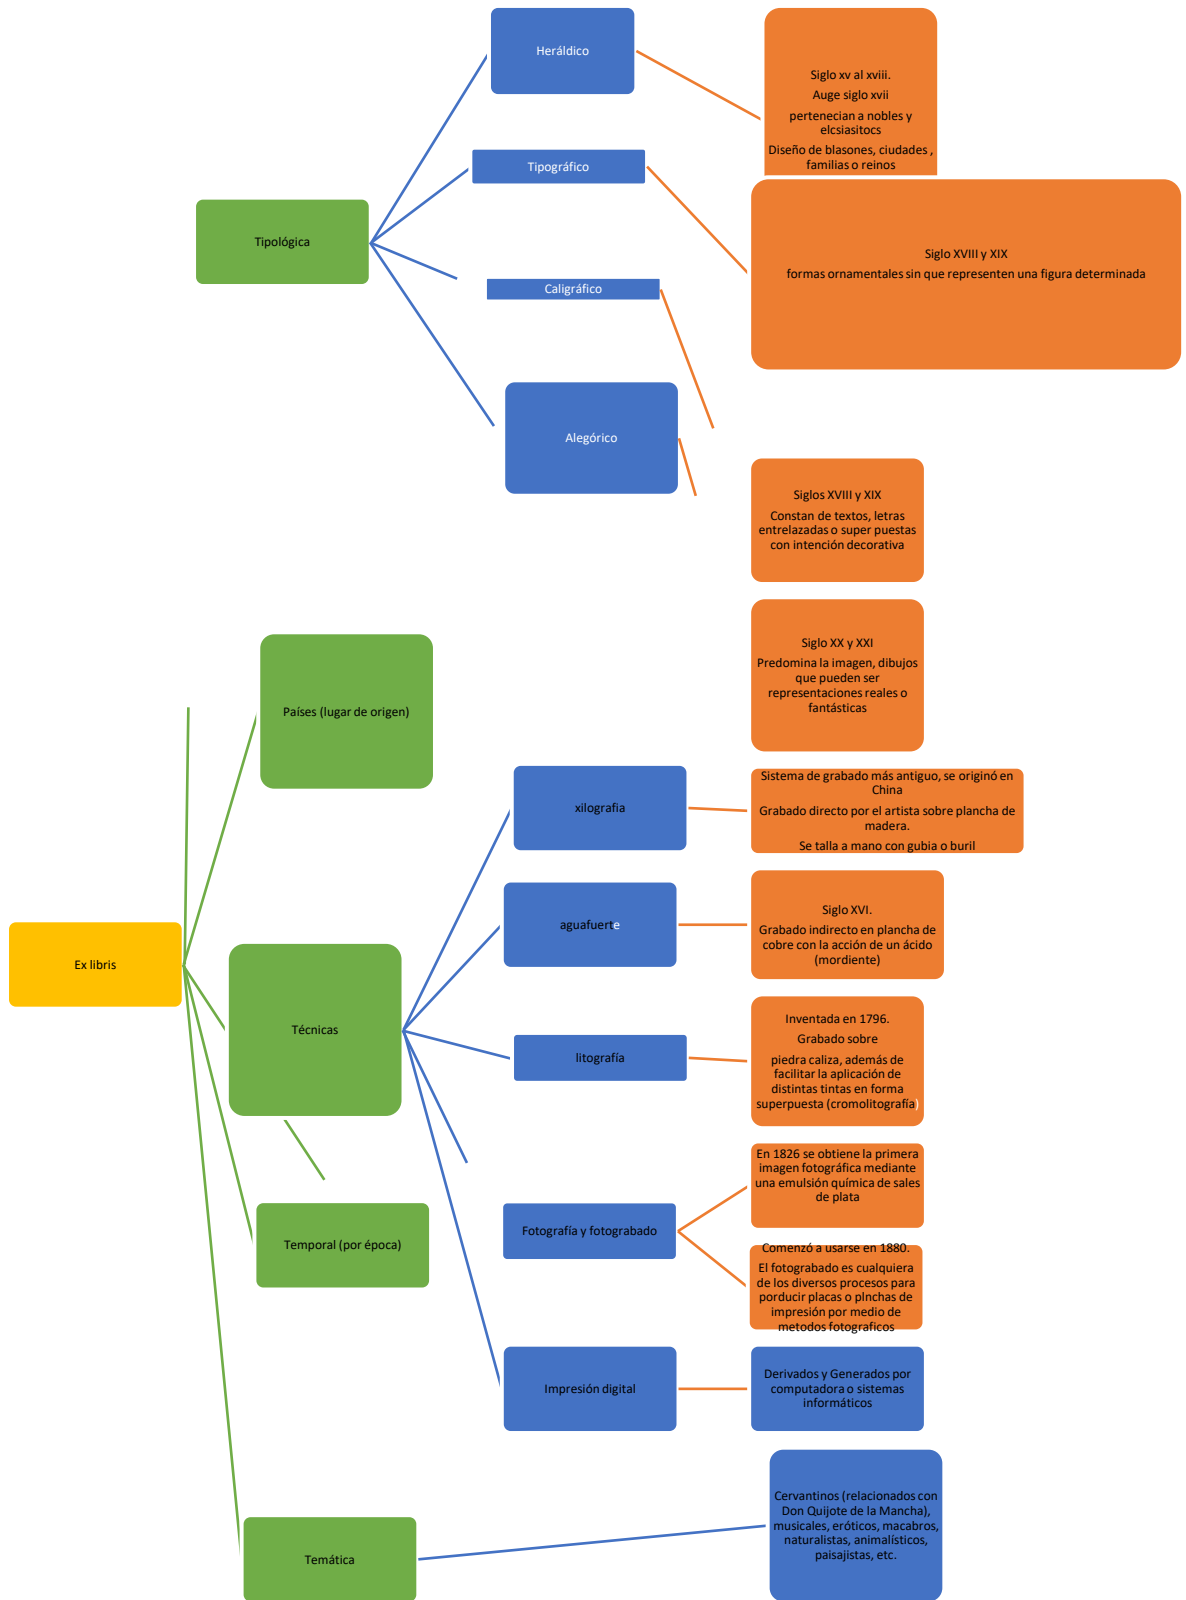 Heráldico
Siglo xv al xviii.
Auge siglo xvii
pertenecian a nobles y
elcsiasitocs
Diseño de blasones, ciudades ,
familias o reinos
Tipográfico
Tipológica
Siglo XVIII y XIX
formas ornamentales sin que representen una figura determinada
Caligráfico
Alegórico
Siglos XVIII y XIX
Constan de textos, letras
entrelazadas o super puestas
con intención decorativa
Siglo XX y XXI
Predomina la imagen, dibujos
que pueden ser
representaciones reales o
fantásticas
Países (lugar de origen)
xilografia
Sistema de grabado más antiguo, se originó en
China
Grabado directo por el artista sobre plancha de
madera.
Se talla a mano con gubia o buril
aguafuerte
Siglo XVI.
Grabado indirecto en plancha de
cobre con la acción de un ácido
(mordiente)
Ex libris
Técnicas
litografía
Inventada en 1796.
Grabado sobre
piedra caliza, además de
facilitar la aplicación de
distintas tintas en forma
superpuesta (cromolitografía)
En 1826 se obtiene la primera
imagen fotográfica mediante
una emulsión química de sales
de plata
Fotografía y fotograbado
Temporal (por época)
Comenzó a usarse en 1880.
El fotograbado es cualquiera
de los diversos procesos para
porducir placas o plnchas de
impresión por medio de
metodos fotograficos
Impresión digital
Derivados y Generados por
computadora o sistemas
informáticos
Cervantinos (relacionados con
Don Quijote de la Mancha),
musicales, eróticos, macabros,
naturalistas, animalísticos,
paisajistas, etc.
Temática